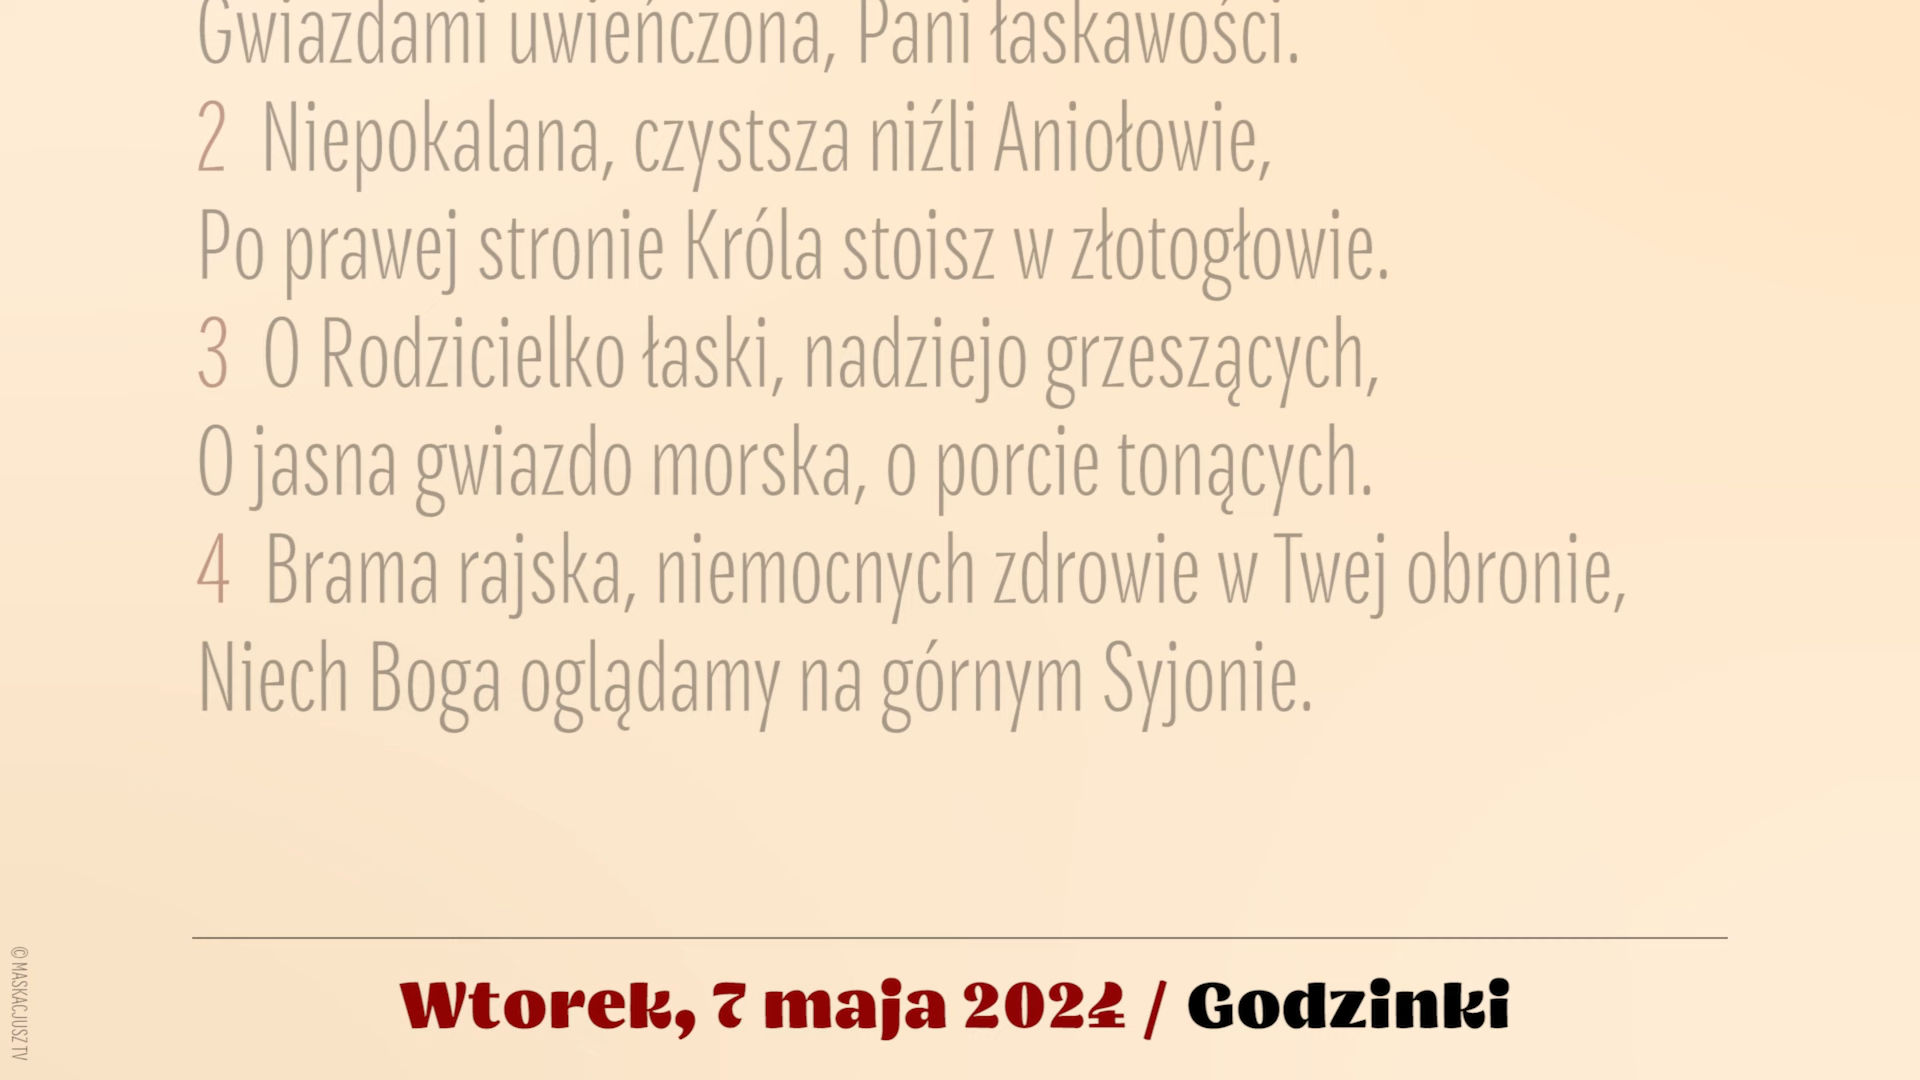 Gwiazdami uwieńczona, Pani łaskawości.
2 Niepokalana, czystsza niźli Aniołowie,
Po prawej stronie Króla stoisz w złotogłowie.
3 O Rodzicielko łaski, nadziejo grzeszących,
O jasna gwiazdo morska, o porcie tonących.
4 Brama rajska, niemocnych zdrowie w Twej obronie,
Niech Boga oglądamy na górnym Syjonie.
Wtorek, 7 maja 2024 / Godzinki
© MASKACJUSZ TV